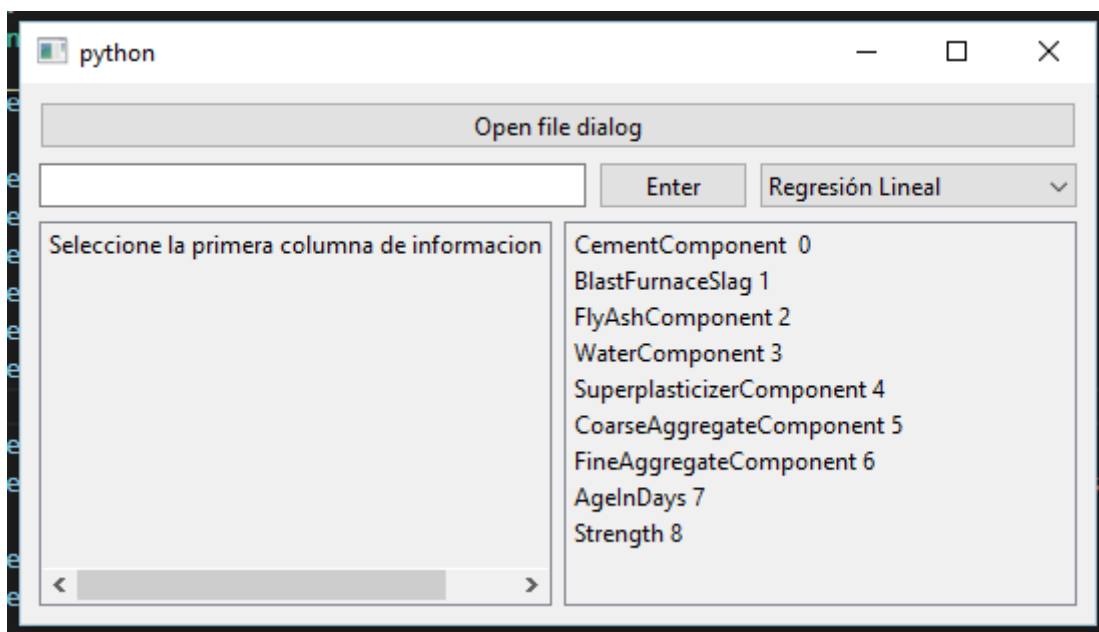 python
Open file dialog
Enter
Regresión Lineal
Seleccione la primera columna de informacion
CementComponent  0
BlastFurnaceSlag 1
FlyAshComponent 2
WaterComponent 3
SuperplasticizerComponent 4
CoarseAggregateComponent 5
FineAggregateComponent 6
AgeInDays 7
Strength 8